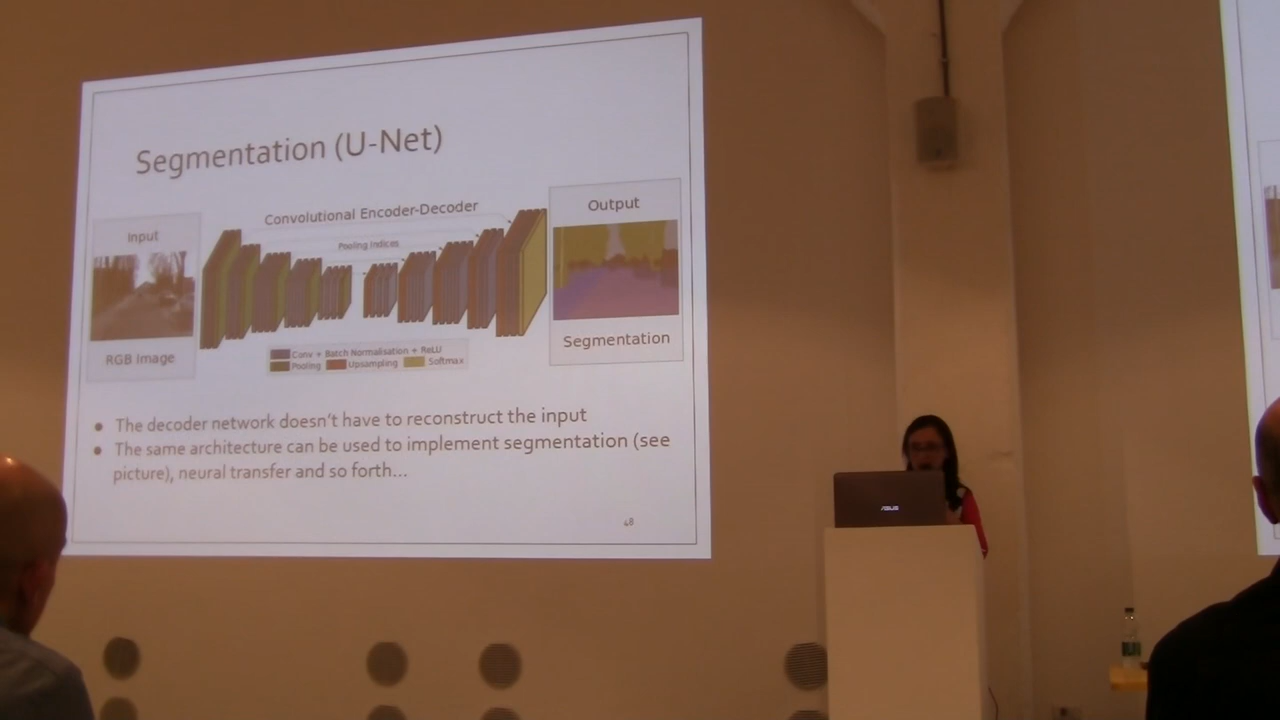 Segmentation (U-Net)
Convolutional Encoder-Decoder
Pooling Indices
Input
RGB Image
Output
Segmentation
Conv + Batch Normalisation + ReLU
Pooling
Upsampling
Softmax
● The decoder network doesn't have to reconstruct the input
● The same architecture can be used to implement segmentation (see
picture), neural transfer and so forth...
48
ASUS